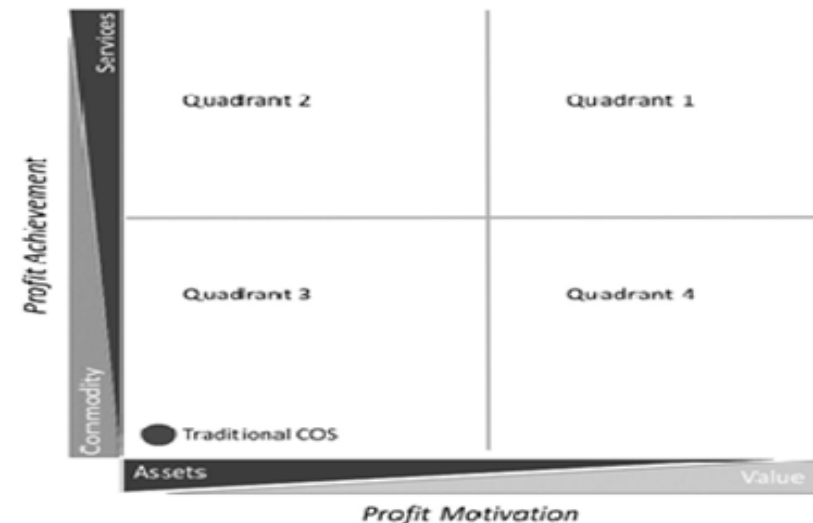 Services
Quadrant 2
Quadrant 1
Profit Achievement
Quadrant 3
Quadrant 4
Commodity
Traditional COS
Assets
Value
Profit Motivation